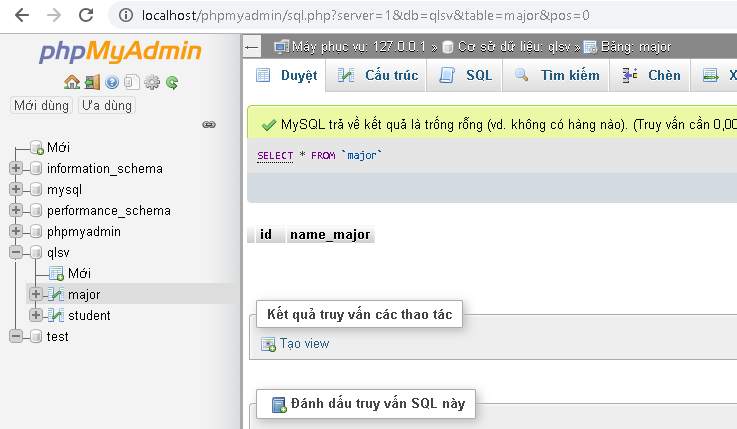 localhost/phpmyadmin/sql.php?server=1&db=qlsv&table=major&pos=0
phpMyAdmin
Mới dùng Ưa dùng
Mới
information_schema
mysql
performance_schema
phpmyadmin
qlsv
Mới
major
student
test
Máy phục vụ: 127.0.0.1 » Cơ sở dữ liệu: qlsv » Bảng: major
Duyệt Cấu trúc SQL Tìm kiếm Chèn X
MySQL trả về kết quả là trống rỗng (vd. không có hàng nào). (Truy vấn cần 0,00
SELECT * FROM `major`
id name_major
Kết quả truy vấn các thao tác
Tạo view
Đánh dấu truy vấn SQL này